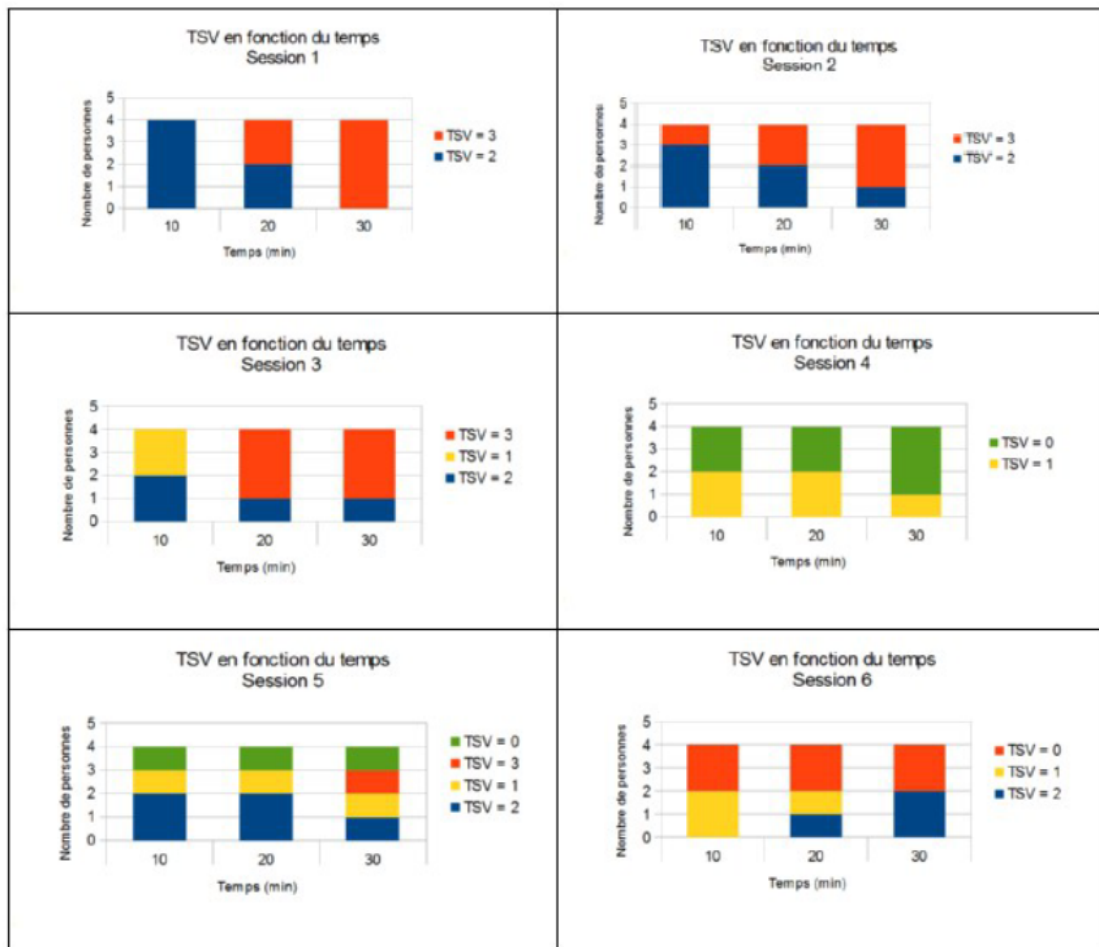 TSV en fonction du temps
Session 1
Nombre de personnes
5
4
3
2
1
0
10 20 30
Temps (min)
TSV = 3
TSV = 2
TSV en fonction du temps
Session 2
Nombre de personnes
5
4
3
2
1
0
10 20 30
Temps (min)
TSV = 3
TSV = 2
TSV en fonction du temps
Session 3
Nombre de personnes
5
4
3
2
1
0
10 20 30
Temps (min)
TSV = 3
TSV = 1
TSV = 2
TSV en fonction du temps
Session 4
Nombre de personnes
5
4
3
2
1
0
10 20 30
Temps (min)
TSV = 0
TSV = 1
TSV en fonction du temps
Session 5
Nombre de personnes
5
4
3
2
1
0
10 20 30
Temps (min)
TSV = 0
TSV = 3
TSV = 1
TSV = 2
TSV en fonction du temps
Session 6
Nombre de personnes
5
4
3
2
1
0
10 20 30
Temps (min)
TSV = 0
TSV = 1
TSV = 2